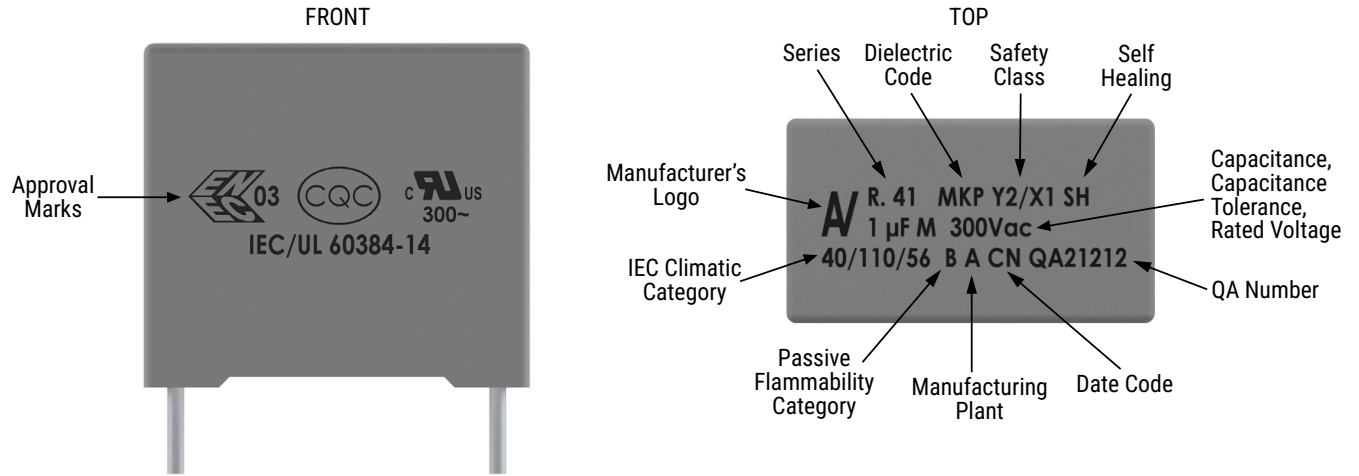 FRONT
Approval
Marks
03
CQC
C US
300~
IEC/UL 60384-14
TOP
Series
Dielectric
Code
Safety
Class
Self
Healing
Manufacturer's
Logo
R. 41 MKP Y2/X1 SH
1 µF M 300Vac
40/110/56 B A CN QA21212
Capacitance,
Capacitance
Tolerance,
Rated Voltage
IEC Climatic
Category
QA Number
Passive
Flammability
Category
Manufacturing
Plant
Date Code